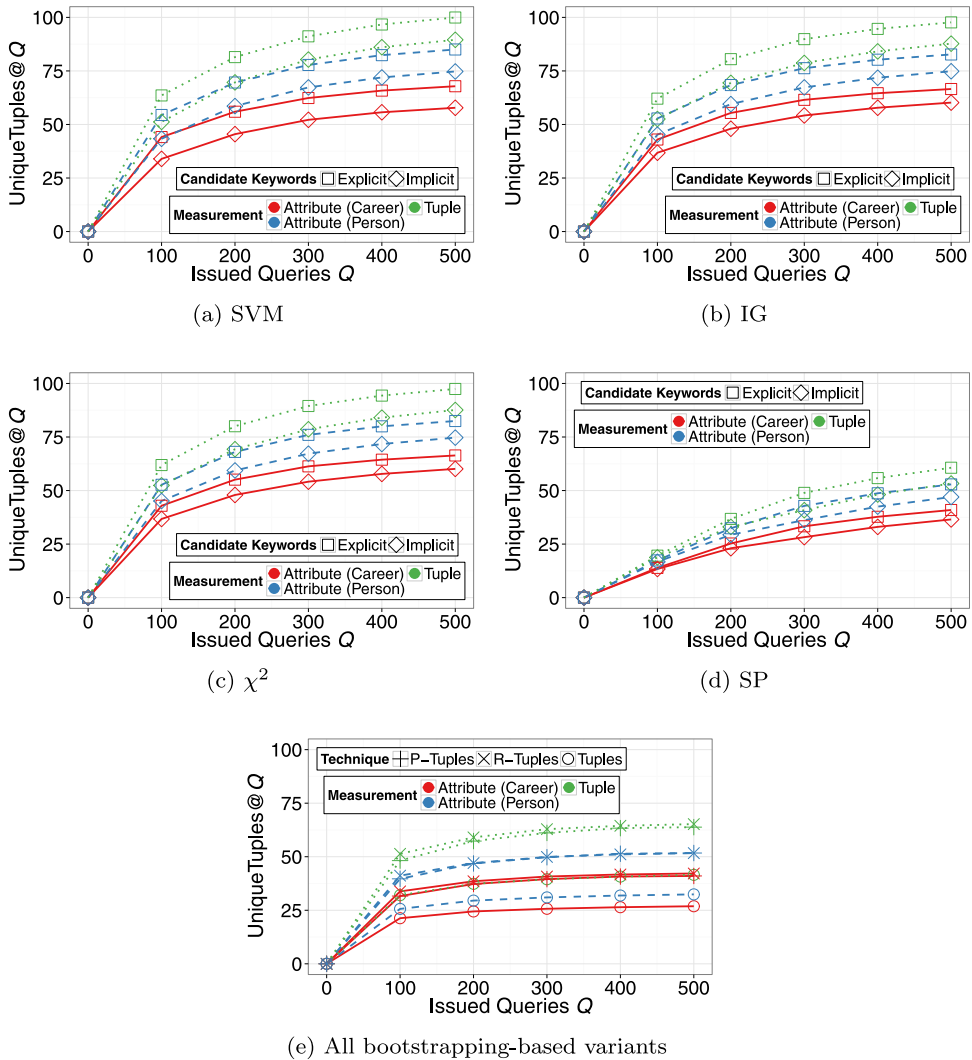 100
75
50
25
0
UniqueTuples@Q
Candidate Keywords Explicit Implicit
Measurement Attribute (Career) Tuple
Attribute (Person)
0 100 200 300 400 500
Issued Queries Q
(a) SVM
100
75
50
25
0
UniqueTuples@Q
Candidate Keywords Explicit Implicit
Measurement Attribute (Career) Tuple
Attribute (Person)
0 100 200 300 400 500
Issued Queries Q
(b) IG
100
75
50
25
0
UniqueTuples@Q
Candidate Keywords Explicit Implicit
Measurement Attribute (Career) Tuple
Attribute (Person)
0 100 200 300 400 500
Issued Queries Q
(c) χ²
100
75
50
25
0
UniqueTuples@Q
Candidate Keywords Explicit Implicit
Measurement Attribute (Career) Tuple
Attribute (Person)
0 100 200 300 400 500
Issued Queries Q
(d) SP
100
75
50
25
0
UniqueTuples@Q
Technique P−Tuples R−Tuples Tuples
Measurement Attribute (Career) Tuple
Attribute (Person)
0 100 200 300 400 500
Issued Queries Q
(e) All bootstrapping-based variants